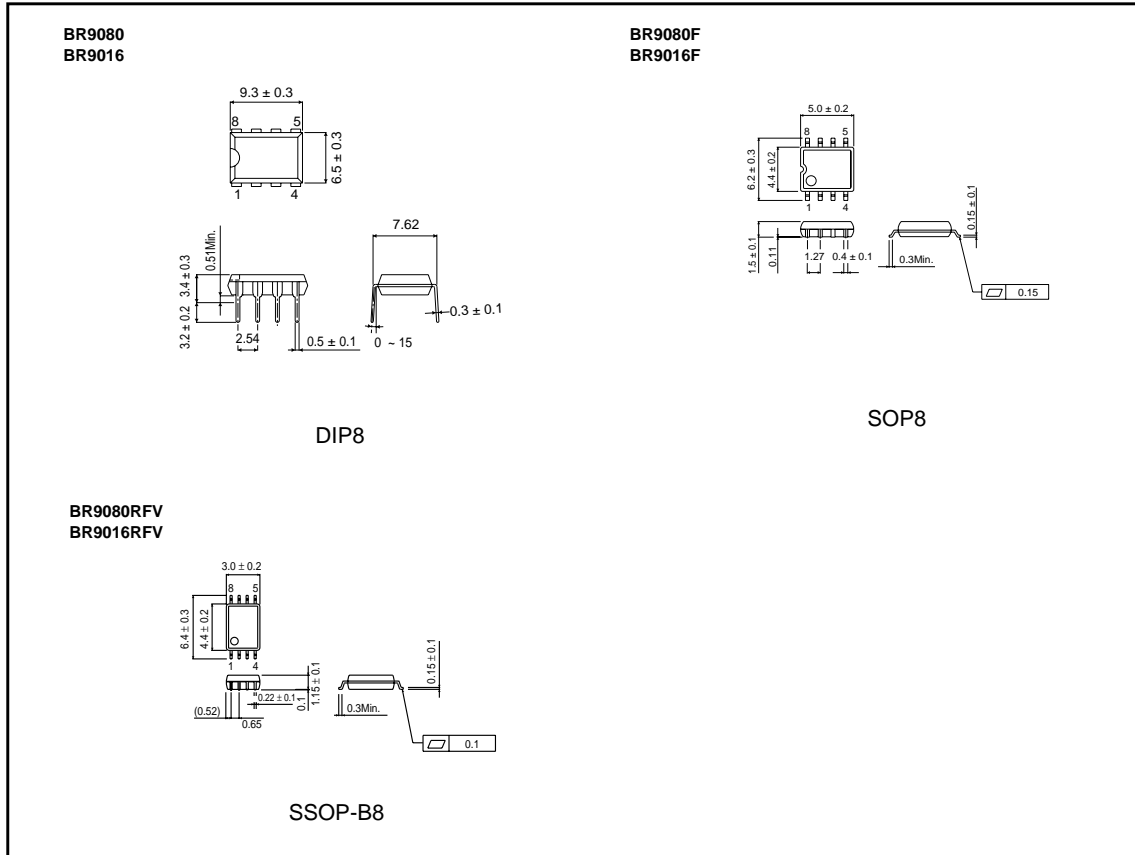 BR9080
BR9016
9.3 ± 0.3
8 5
6.5 ± 0.3
1 4
0.51Min.
3.4 ± 0.3
3.2 ± 0.2
2.54
0.5 ± 0.1
7.62
0.3 ± 0.1
0 ~ 15
DIP8
BR9080F
BR9016F
5.0 ± 0.2
8 5
6.2 ± 0.3
4.4 ± 0.2
1 4
1.5 ± 0.1
0.11
1.27
0.4 ± 0.1
0.3Min.
0.15 ± 0.1
0.15
SOP8
BR9080RFV
BR9016RFV
3.0 ± 0.2
8 5
6.4 ± 0.3
4.4 ± 0.2
1 4
0.22 ± 0.1
(0.52)
0.65
0.1
1.15 ± 0.1
0.3Min.
0.15 ± 0.1
0.1
SSOP-B8